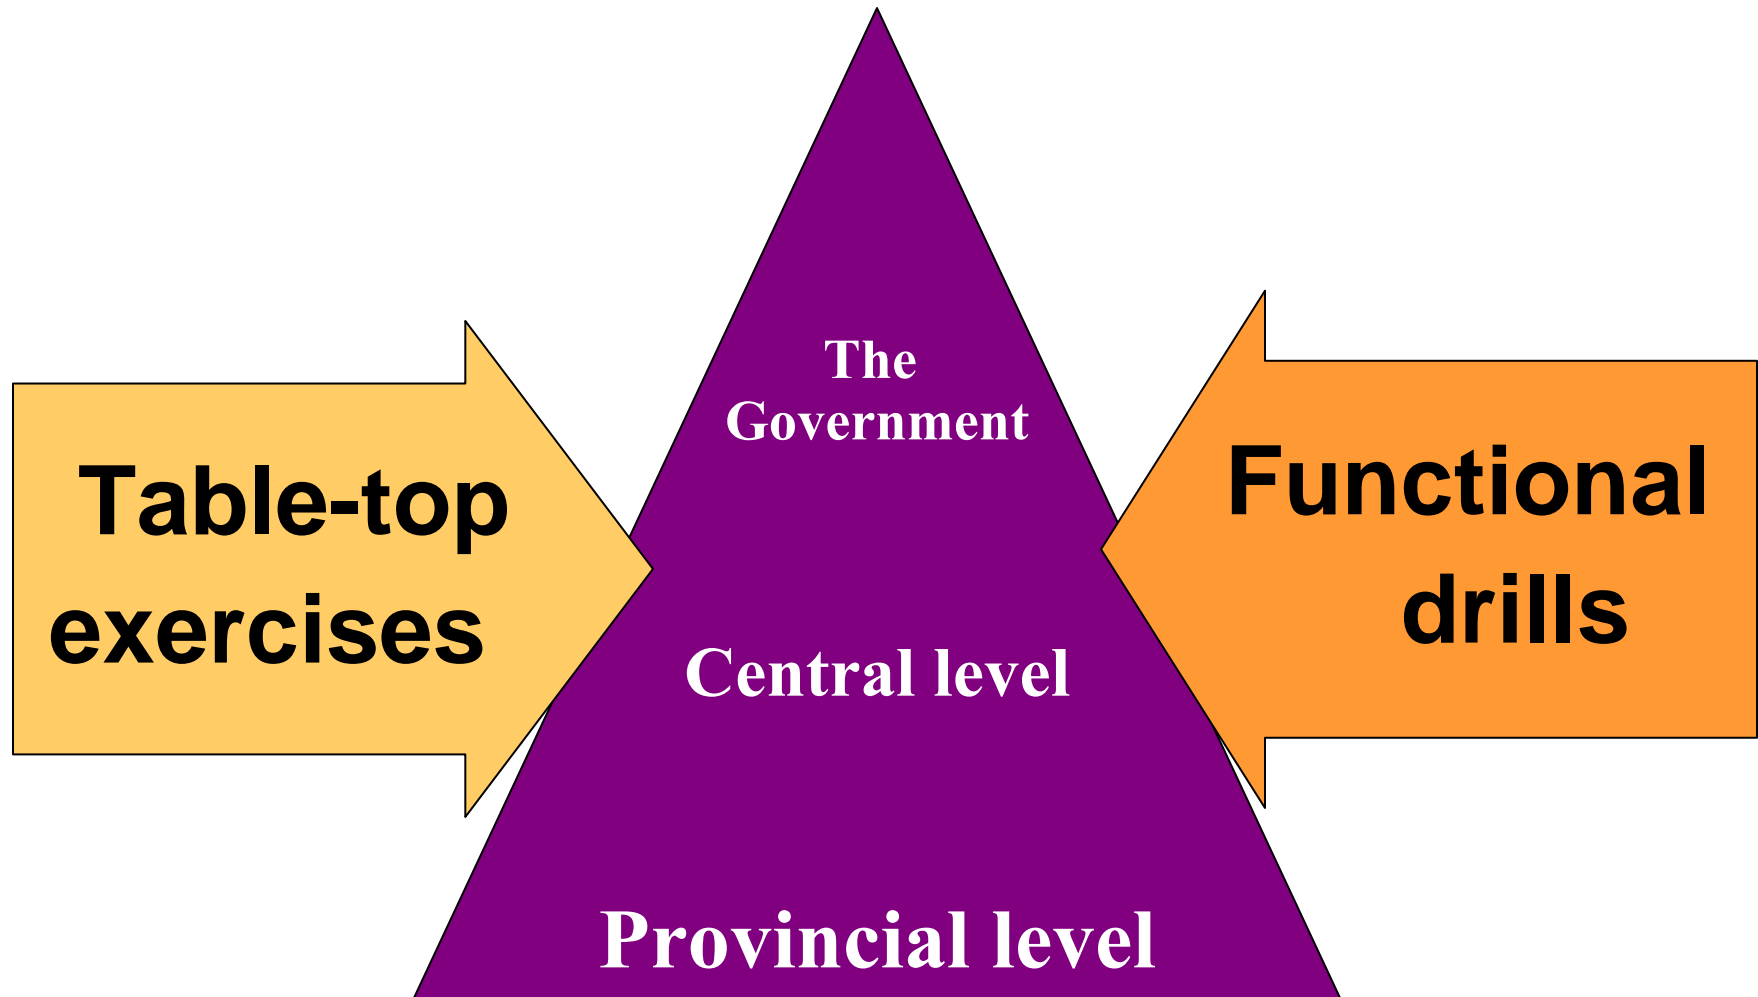 The
Government
Table-top
exercises
Functional
drills
Central level
Provincial level